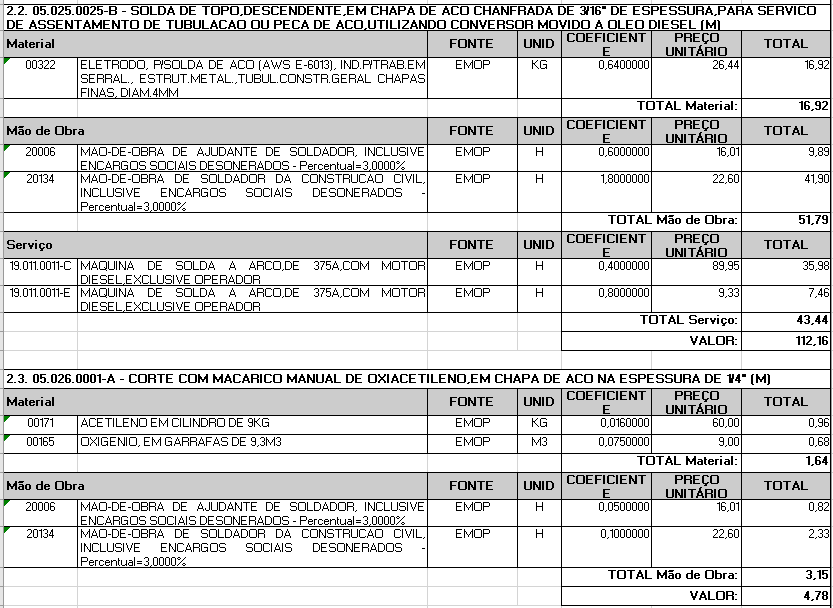 2.2. 05.025.0025-B - SOLDA DE TOPO,DESCENDENTE,EM CHAPA DE ACO CHANFRADA DE 3/16" DE ESPESSURA,PARA SERVICO
DE ASSENTAMENTO DE TUBULACAO OU PECA DE ACO,UTILIZANDO CONVERSOR MOVIDO A OLEO DIESEL (M)
Material FONTE UNID COEFICIENT E PREÇO UNITÁRIO TOTAL
00322 ELETRODO, P/SOLDA DE ACO (AWS E-6013), IND.P/TRAB.EM EMOP KG 0,6400000 26,44 16,92
SERRAL., ESTRUT.METAL.,TUBUL.CONSTR.GERAL CHAPAS
FINAS, DIAM.4MM
TOTAL Material: 16,92
Mão de Obra FONTE UNID COEFICIENT E PREÇO UNITÁRIO TOTAL
20006 MAO-DE-OBRA DE AJUDANTE DE SOLDADOR, INCLUSIVE EMOP H 0,6000000 16,01 9,89
ENCARGOS SOCIAIS DESONERADOS - Percentual=3,0000%
20134 MAO-DE-OBRA DE SOLDADOR DA CONSTRUCAO CIVIL, EMOP H 1,8000000 22,60 41,90
INCLUSIVE ENCARGOS SOCIAIS DESONERADOS -
Percentual=3,0000%
TOTAL Mão de Obra: 51,79
Serviço FONTE UNID COEFICIENT E PREÇO UNITÁRIO TOTAL
19.011.0011-C MAQUINA DE SOLDA A ARCO,DE 375A,COM MOTOR EMOP H 0,4000000 89,95 35,98
DIESEL,EXCLUSIVE OPERADOR
19.011.0011-E MAQUINA DE SOLDA A ARCO,DE 375A,COM MOTOR EMOP H 0,8000000 9,33 7,46
DIESEL,EXCLUSIVE OPERADOR
TOTAL Serviço: 43,44
VALOR: 112,16
2.3. 05.026.0001-A - CORTE COM MACARICO MANUAL DE OXIACETILENO,EM CHAPA DE ACO NA ESPESSURA DE 1/4" (M)
Material FONTE UNID COEFICIENT E PREÇO UNITÁRIO TOTAL
00171 ACETILENO EM CILINDRO DE 9KG EMOP KG 0,0160000 60,00 0,96
00165 OXIGENIO, EM GARRAFAS DE 9,3M3 EMOP M3 0,0750000 9,00 0,68
TOTAL Material: 1,64
Mão de Obra FONTE UNID COEFICIENT E PREÇO UNITÁRIO TOTAL
20006 MAO-DE-OBRA DE AJUDANTE DE SOLDADOR, INCLUSIVE EMOP H 0,0500000 16,01 0,82
ENCARGOS SOCIAIS DESONERADOS - Percentual=3,0000%
20134 MAO-DE-OBRA DE SOLDADOR DA CONSTRUCAO CIVIL, EMOP H 0,1000000 22,60 2,33
INCLUSIVE ENCARGOS SOCIAIS DESONERADOS -
Percentual=3,0000%
TOTAL Mão de Obra: 3,15
VALOR: 4,78